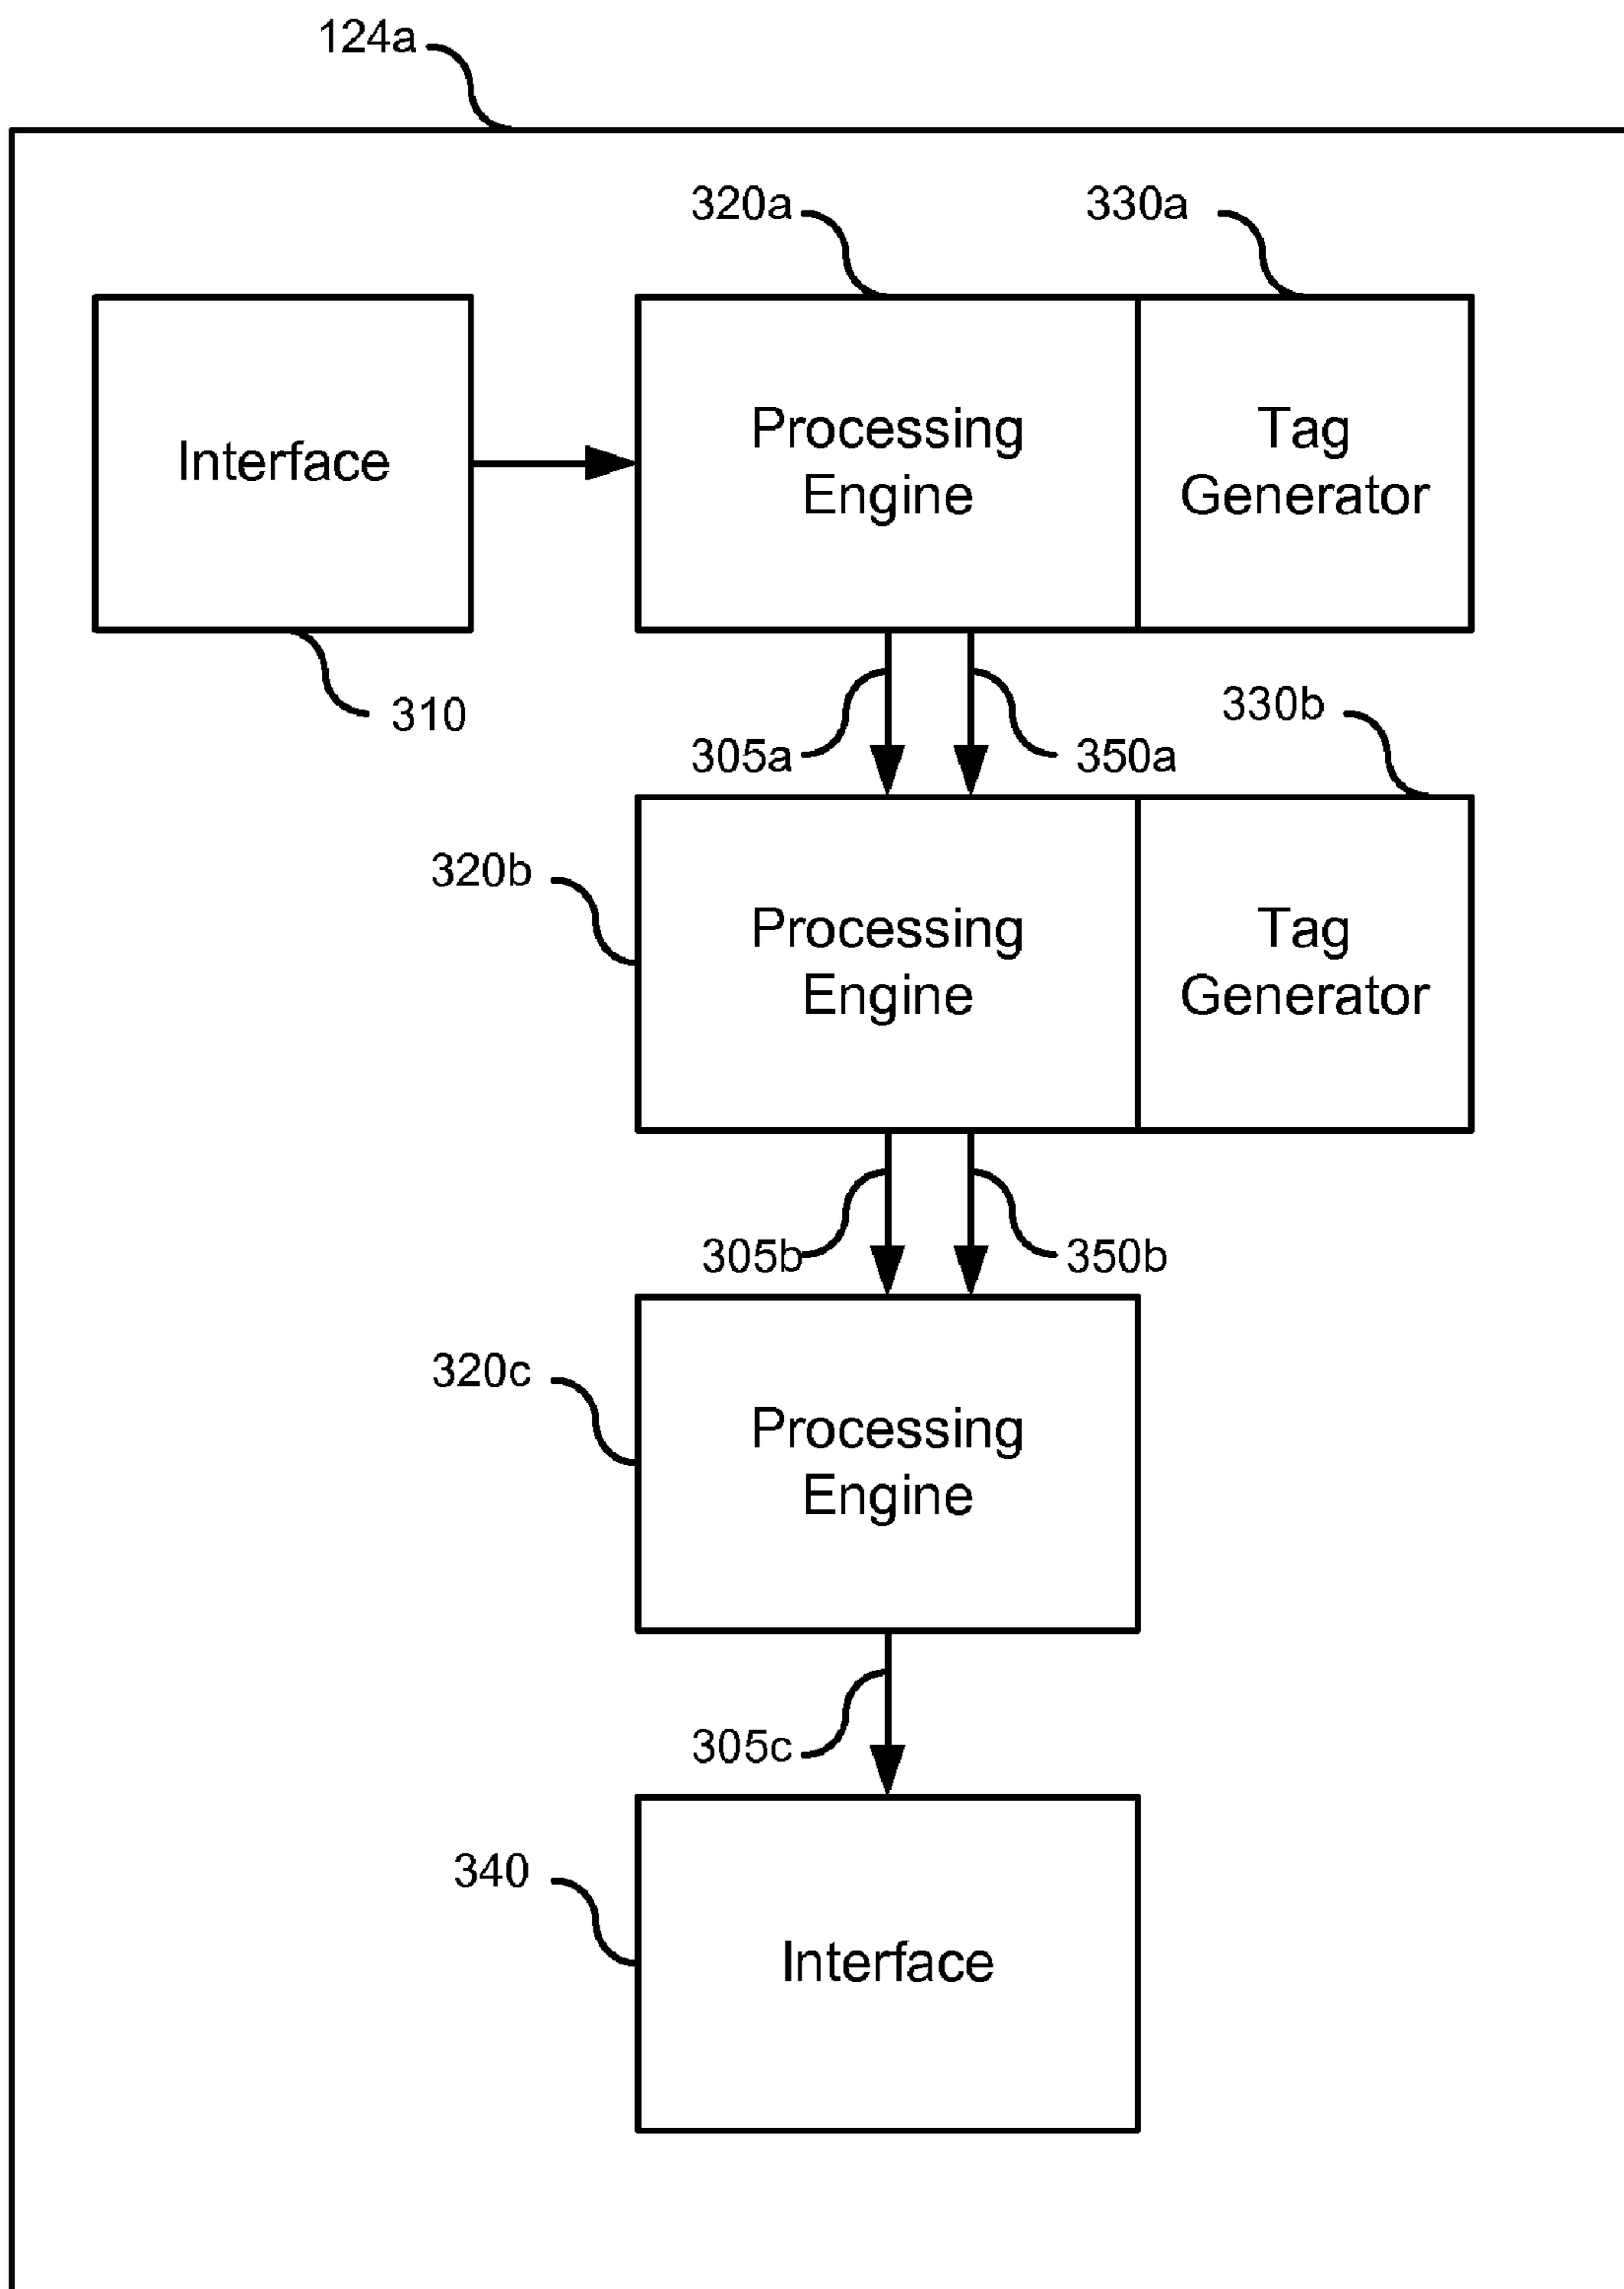 124a
320a
330a
Interface
Processing
Engine
Tag
Generator
310
305a
350a
330b
320b
Processing
Engine
Tag
Generator
305b
350b
320c
Processing
Engine
305c
340
Interface